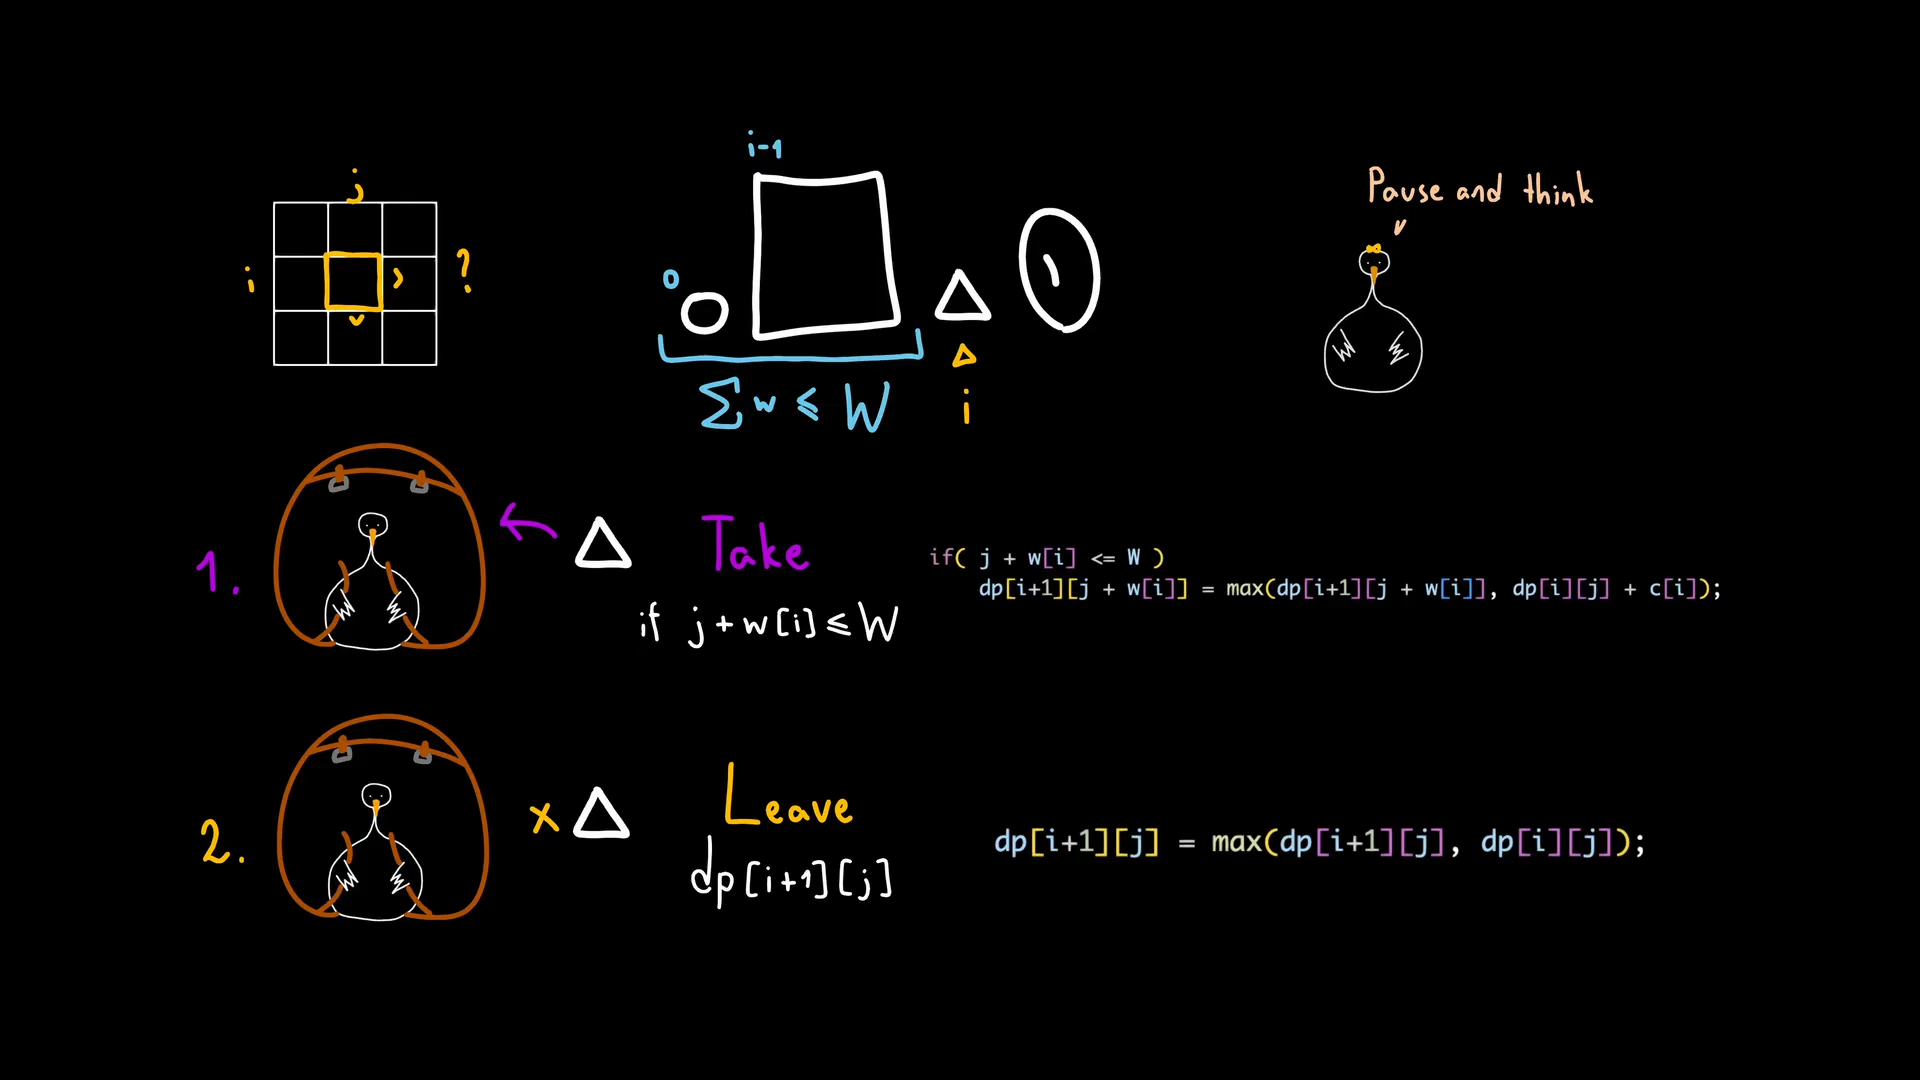 j
i
?
i-1
0
Σw ≤ W
i
Pause and think
1.
Take
if j+w[i] ≤ W
if( j + w[i] <= W )
dp[i+1][j + w[i]] = max(dp[i+1][j + w[i]], dp[i][j] + c[i]);
2.
x
Leave
dp[i+1][j]
dp[i+1][j] = max(dp[i+1][j], dp[i][j]);